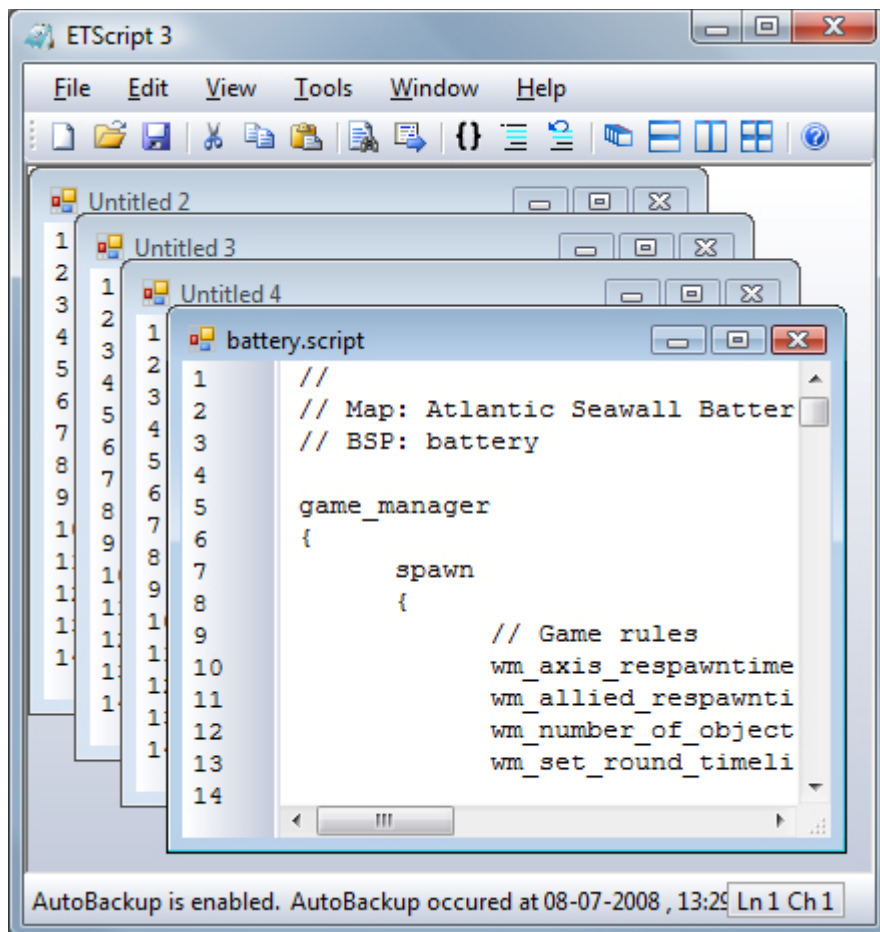 ETScript 3
File Edit View Tools Window Help
{}
Untitled 2
Untitled 3
Untitled 4
battery.script
1 //
2 // Map: Atlantic Seawall Batter
3 // BSP: battery
4
5 game_manager
6 {
7 spawn
8 {
9 // Game rules
10 wm_axis_respawntime
11 wm_allied_respawnti
12 wm_number_of_object
13 wm_set_round_timeli
14
AutoBackup is enabled. AutoBackup occured at 08-07-2008 , 13:29 Ln 1 Ch 1